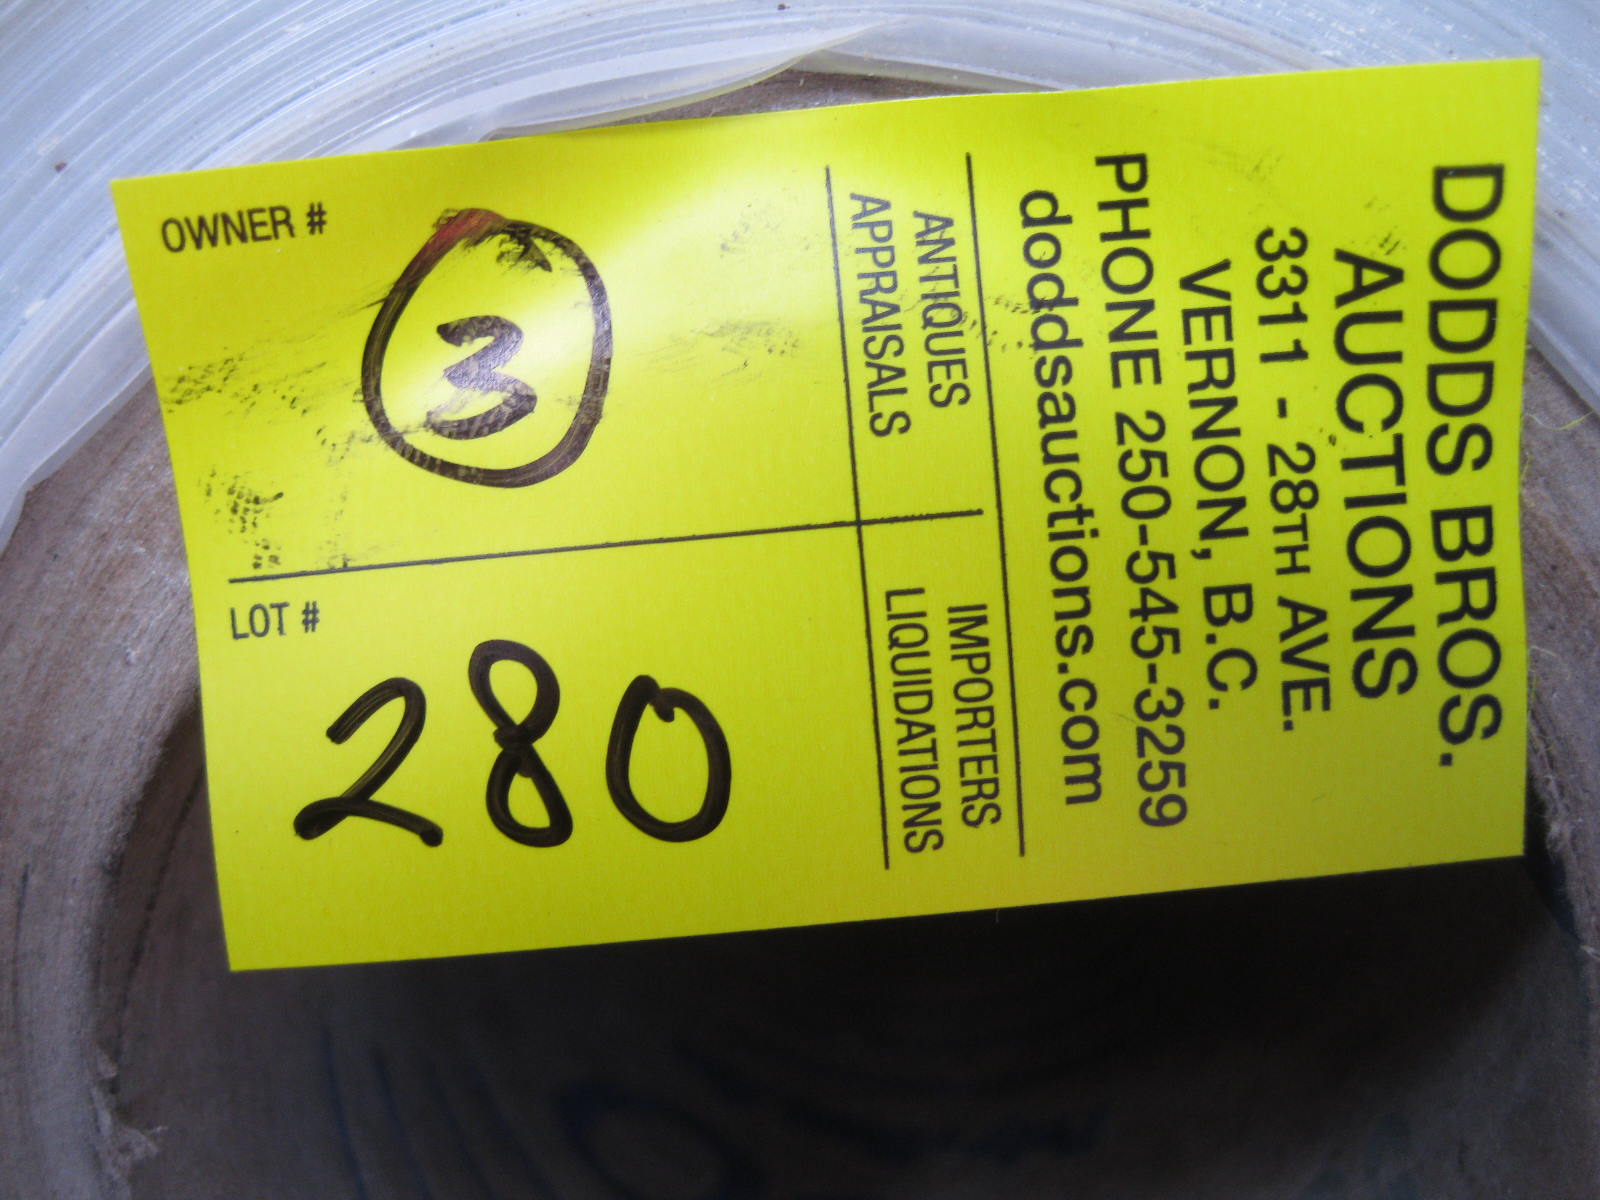 DODDS BROS.
AUCTIONS
3311 - 28TH AVE.
VERNON, B.C.
PHONE 250-545-3259
doddsauctions.com
ANTIQUES
APPRAISALS
IMPORTERS
LIQUIDATIONS
OWNER #
3
LOT #
280